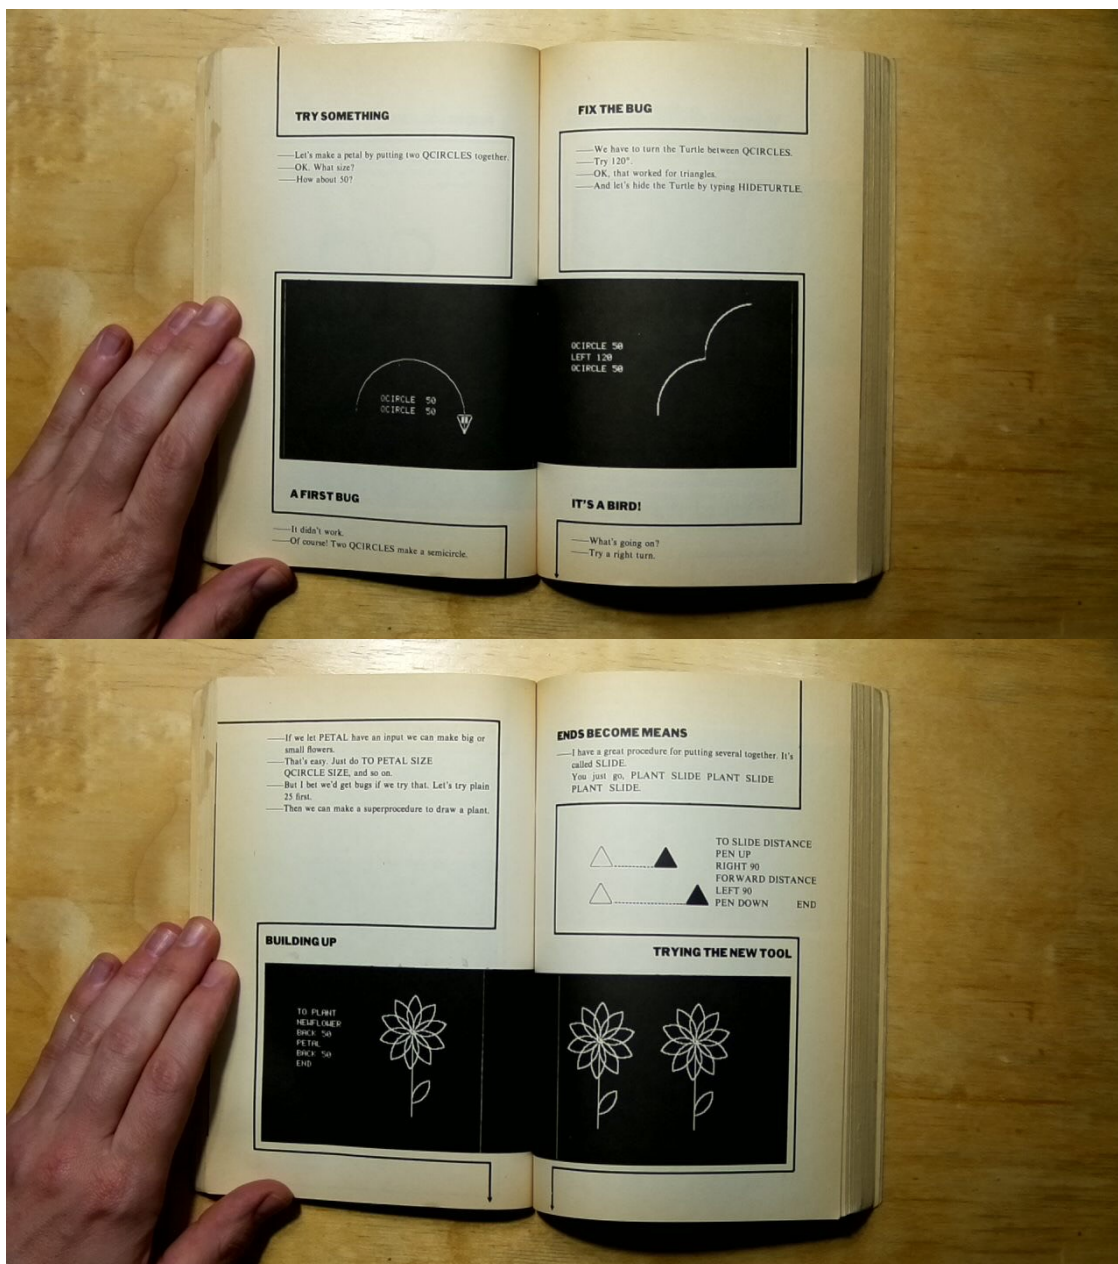 TRY SOMETHING
——Let's make a petal by putting two QCIRCLES together.
——OK. What size?
——How about 50?
QCIRCLE 50
QCIRCLE 50
A FIRST BUG
——It didn't work.
——Of course! Two QCIRCLES make a semicircle.
FIX THE BUG
——We have to turn the Turtle between QCIRCLES.
——Try 120°.
——OK, that worked for triangles.
——And let's hide the Turtle by typing HIDETURTLE.
QCIRCLE 50
LEFT 120
QCIRCLE 50
IT'S A BIRD!
——What's going on?
——Try a right turn.
——If we let PETAL have an input we can make big or
small flowers.
——That's easy. Just do TO PETAL SIZE
QCIRCLE SIZE, and so on.
——But I bet we'd get bugs if we try that. Let's try plain
25 first.
——Then we can make a superprocedure to draw a plant.
BUILDING UP
TO PLANT
NEWFLOWER
BACK 50
PETAL
BACK 50
END
ENDS BECOME MEANS
——I have a great procedure for putting several together. It's
called SLIDE.
You just go, PLANT SLIDE PLANT SLIDE
PLANT SLIDE.
TO SLIDE DISTANCE
PEN UP
RIGHT 90
FORWARD DISTANCE
LEFT 90
PEN DOWN END
TRYING THE NEW TOOL